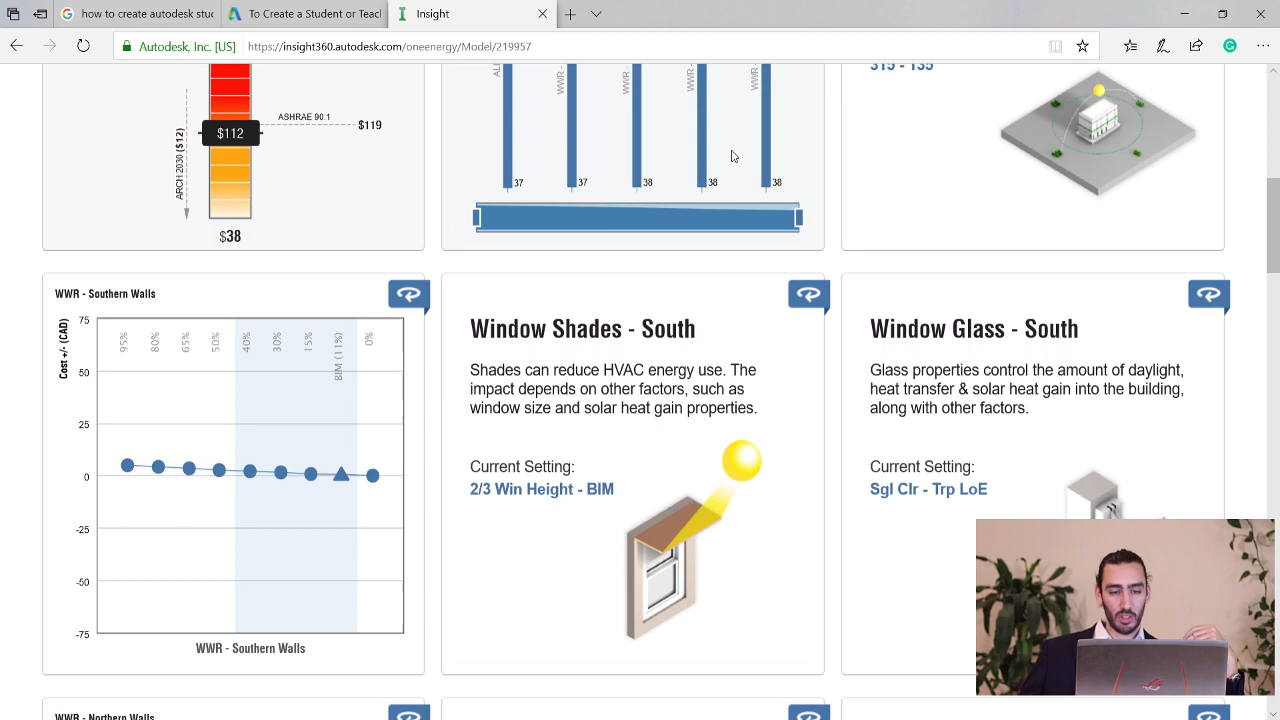 How to create a student a
A Student or Teac
Insight
Autodesk, Inc. [US]
https://insight360.autodesk.com/oneenergy/Model/219957
ARCH 2030 ($12)
ASHRAE 90.1
$119
$112
$38
WWR -
WWR -
WWR -
WWR -
37
37
38
38
38
315 - 135
WWR - Southern Walls
Cost +/- (CAD)
75
50
25
0
-25
-50
-75
95%
80%
65%
50%
40%
30%
15%
BIM (11%)
0%
WWR - Southern Walls
Window Shades - South
Shades can reduce HVAC energy use. The
impact depends on other factors, such as
window size and solar heat gain properties.
Current Setting:
2/3 Win Height - BIM
Window Glass - South
Glass properties control the amount of daylight,
heat transfer & solar heat gain into the building,
along with other factors.
Current Setting:
Sgl Clr - Trp LoE
WWR - Northern Walls